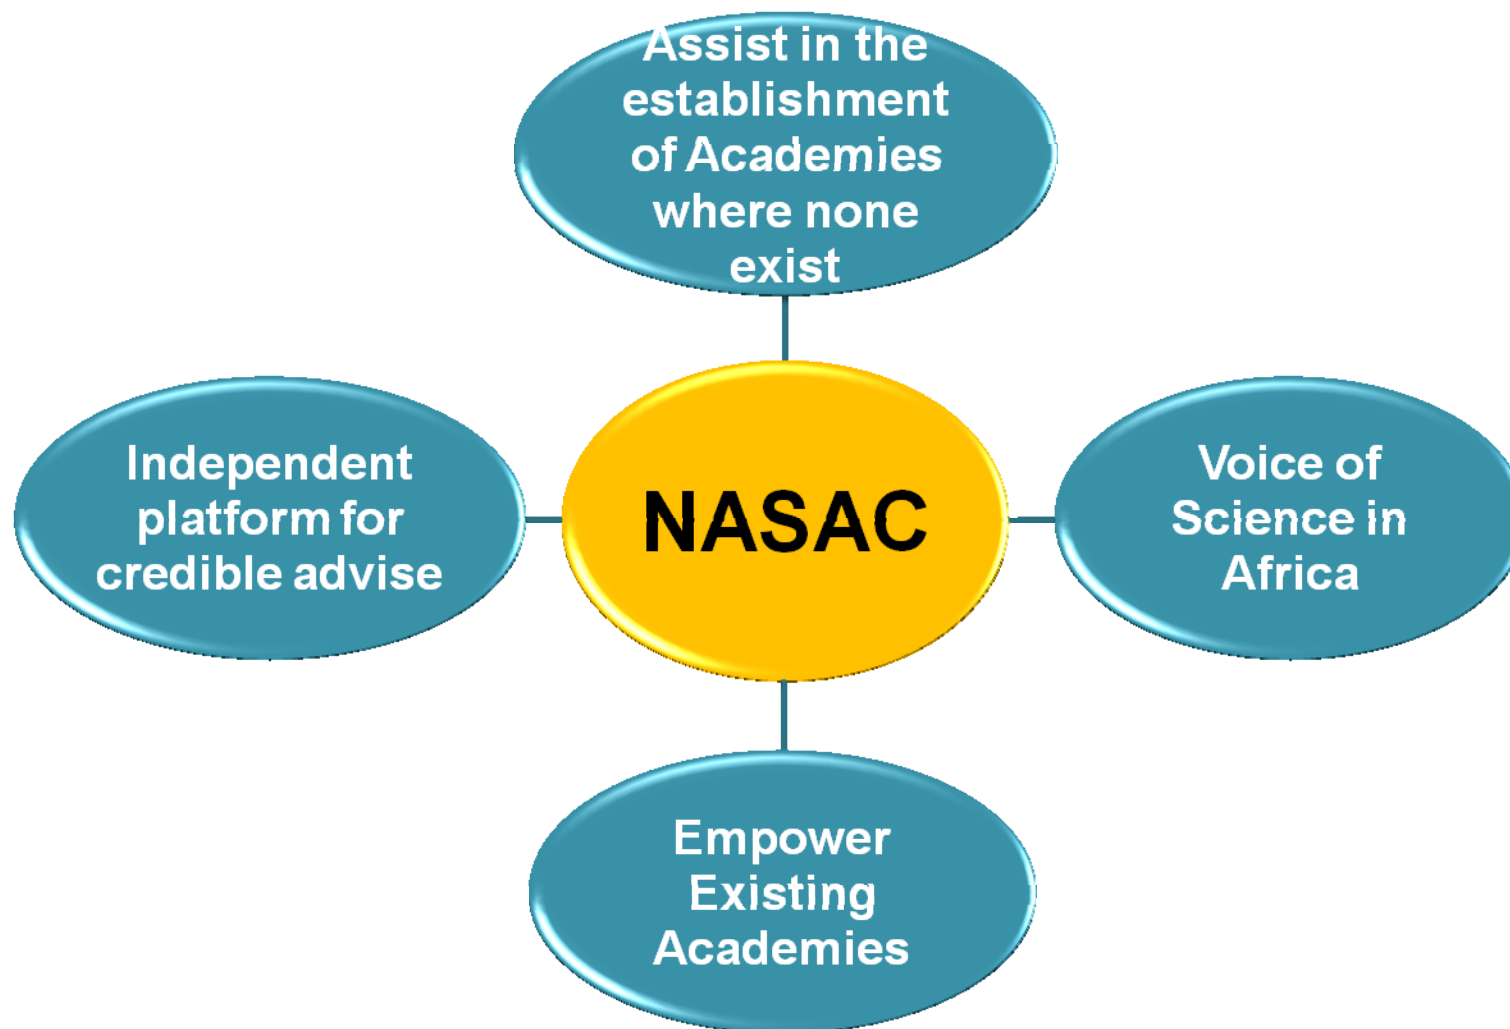 Assist in the
establishment
of Academies
where none
exist
Independent
platform for
credible advise
NASAC
Voice of
Science in
Africa
Empower
Existing
Academies